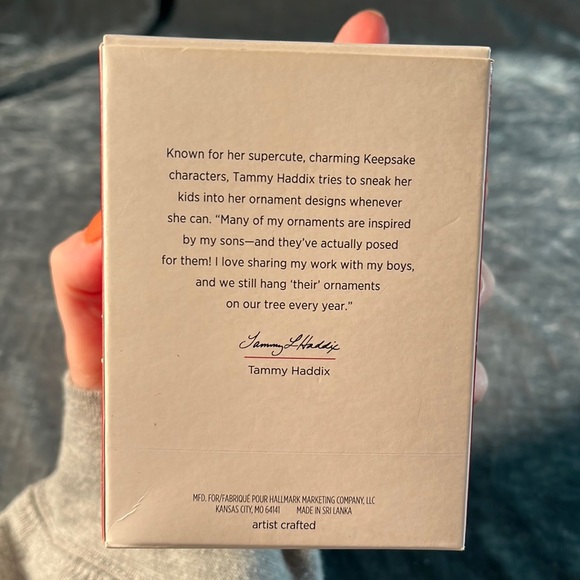 Known for her supercute, charming Keepsake
characters, Tammy Haddix tries to sneak her
kids into her ornament designs whenever
she can. “Many of my ornaments are inspired
by my sons—and they’ve actually posed
for them! I love sharing my work with my boys,
and we still hang ‘their’ ornaments
on our tree every year.”
Tammy L Haddix
Tammy Haddix
MFD. FOR/FABRIQUÉ POUR HALLMARK MARKETING COMPANY, LLC
KANSAS CITY, MO 64141 MADE IN SRI LANKA
artist crafted